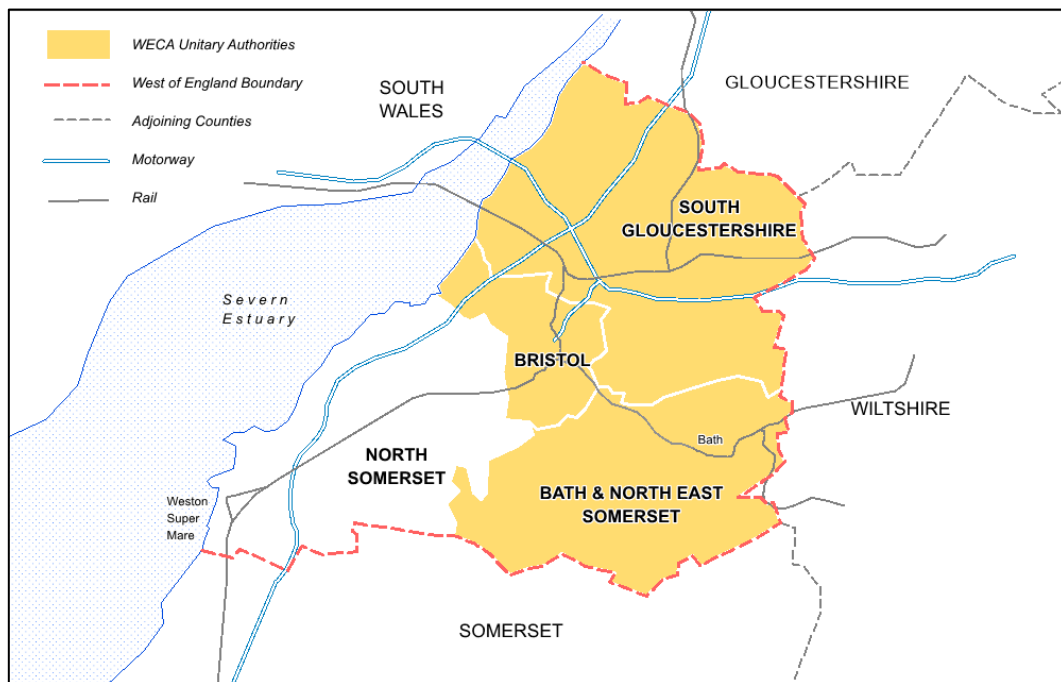 WECA Unitary Authorities
West of England Boundary
Adjoining Counties
Motorway
Rail
SOUTH
WALES
GLOUCESTERSHIRE
SOUTH
GLOUCESTERSHIRE
Severn
Estuary
BRISTOL
WILTSHIRE
Bath
NORTH
SOMERSET
BATH & NORTH EAST
SOMERSET
Weston
Super
Mare
SOMERSET